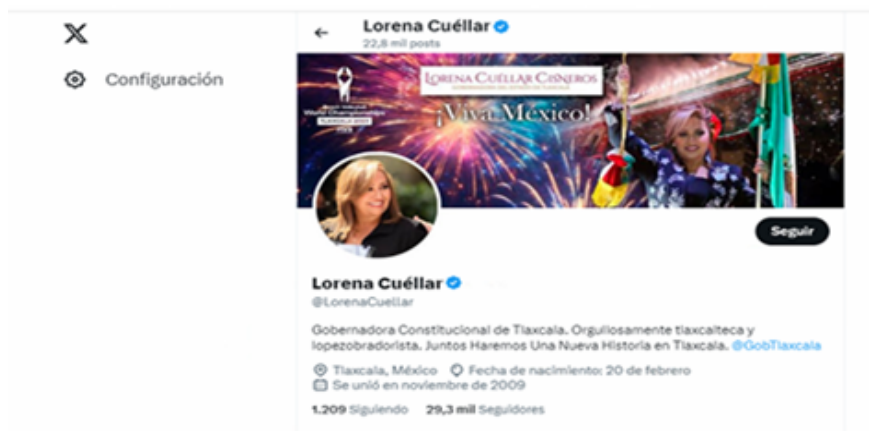 X
Configuración
Lorena Cuéllar
22,8 mil posts
LORENA CUÉLLAR CISNEROS
¡Viva México!
World Championships
Seguir
Lorena Cuéllar
@LorenaCuellar
Gobernadora Constitucional de Tlaxcala. Orgullosamente tlaxcalteca y
lopezobradorista. Juntos Haremos Una Nueva Historia en Tlaxcala. @GobTlaxcala
Tlaxcala, México Fecha de nacimiento: 20 de febrero
Se unió en noviembre de 2009
1.209 Siguiendo 29,3 mil Seguidores